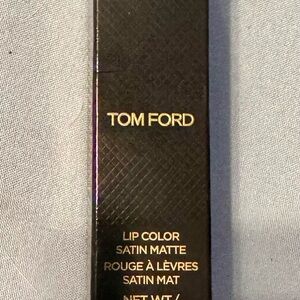 TOM FORD
LIP COLOR
SATIN MATTE
ROUGE À LÈVRES
SATIN MAT
NET WT/